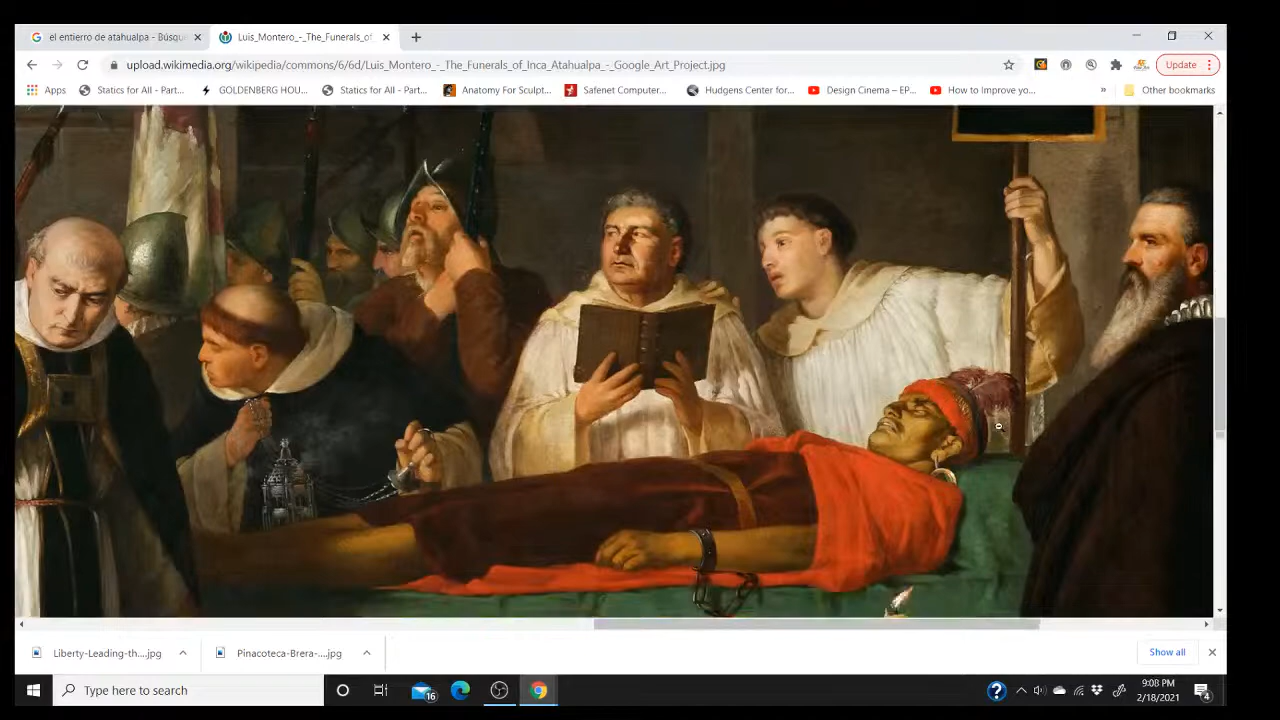 el entierro de atahualpa - Búsqu
Luis_Montero_-_The_Funerals_of_
upload.wikimedia.org/wikipedia/commons/6/6d/Luis_Montero_-_The_Funerals_of_Inca_Atahualpa_-_Google_Art_Project.jpg
Update
Apps
Statics for All - Part...
GOLDENBERG HOU...
Statics for All - Part...
Anatomy For Sculpt...
Safenet Computer...
Hudgens Center for...
Design Cinema – EP...
How to Improve yo...
»
Other bookmarks
Liberty-Leading-th....jpg
Pinacoteca-Brera-....jpg
Show all
Type here to search
16
9:08 PM
2/18/2021
4